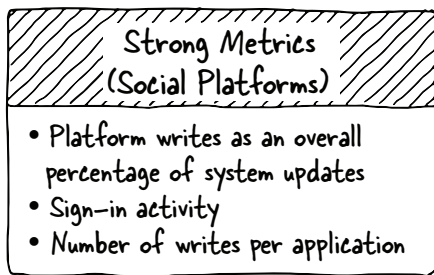 Strong Metrics
(Social Platforms)
• Platform writes as an overall
percentage of system updates
• Sign-in activity
• Number of writes per application